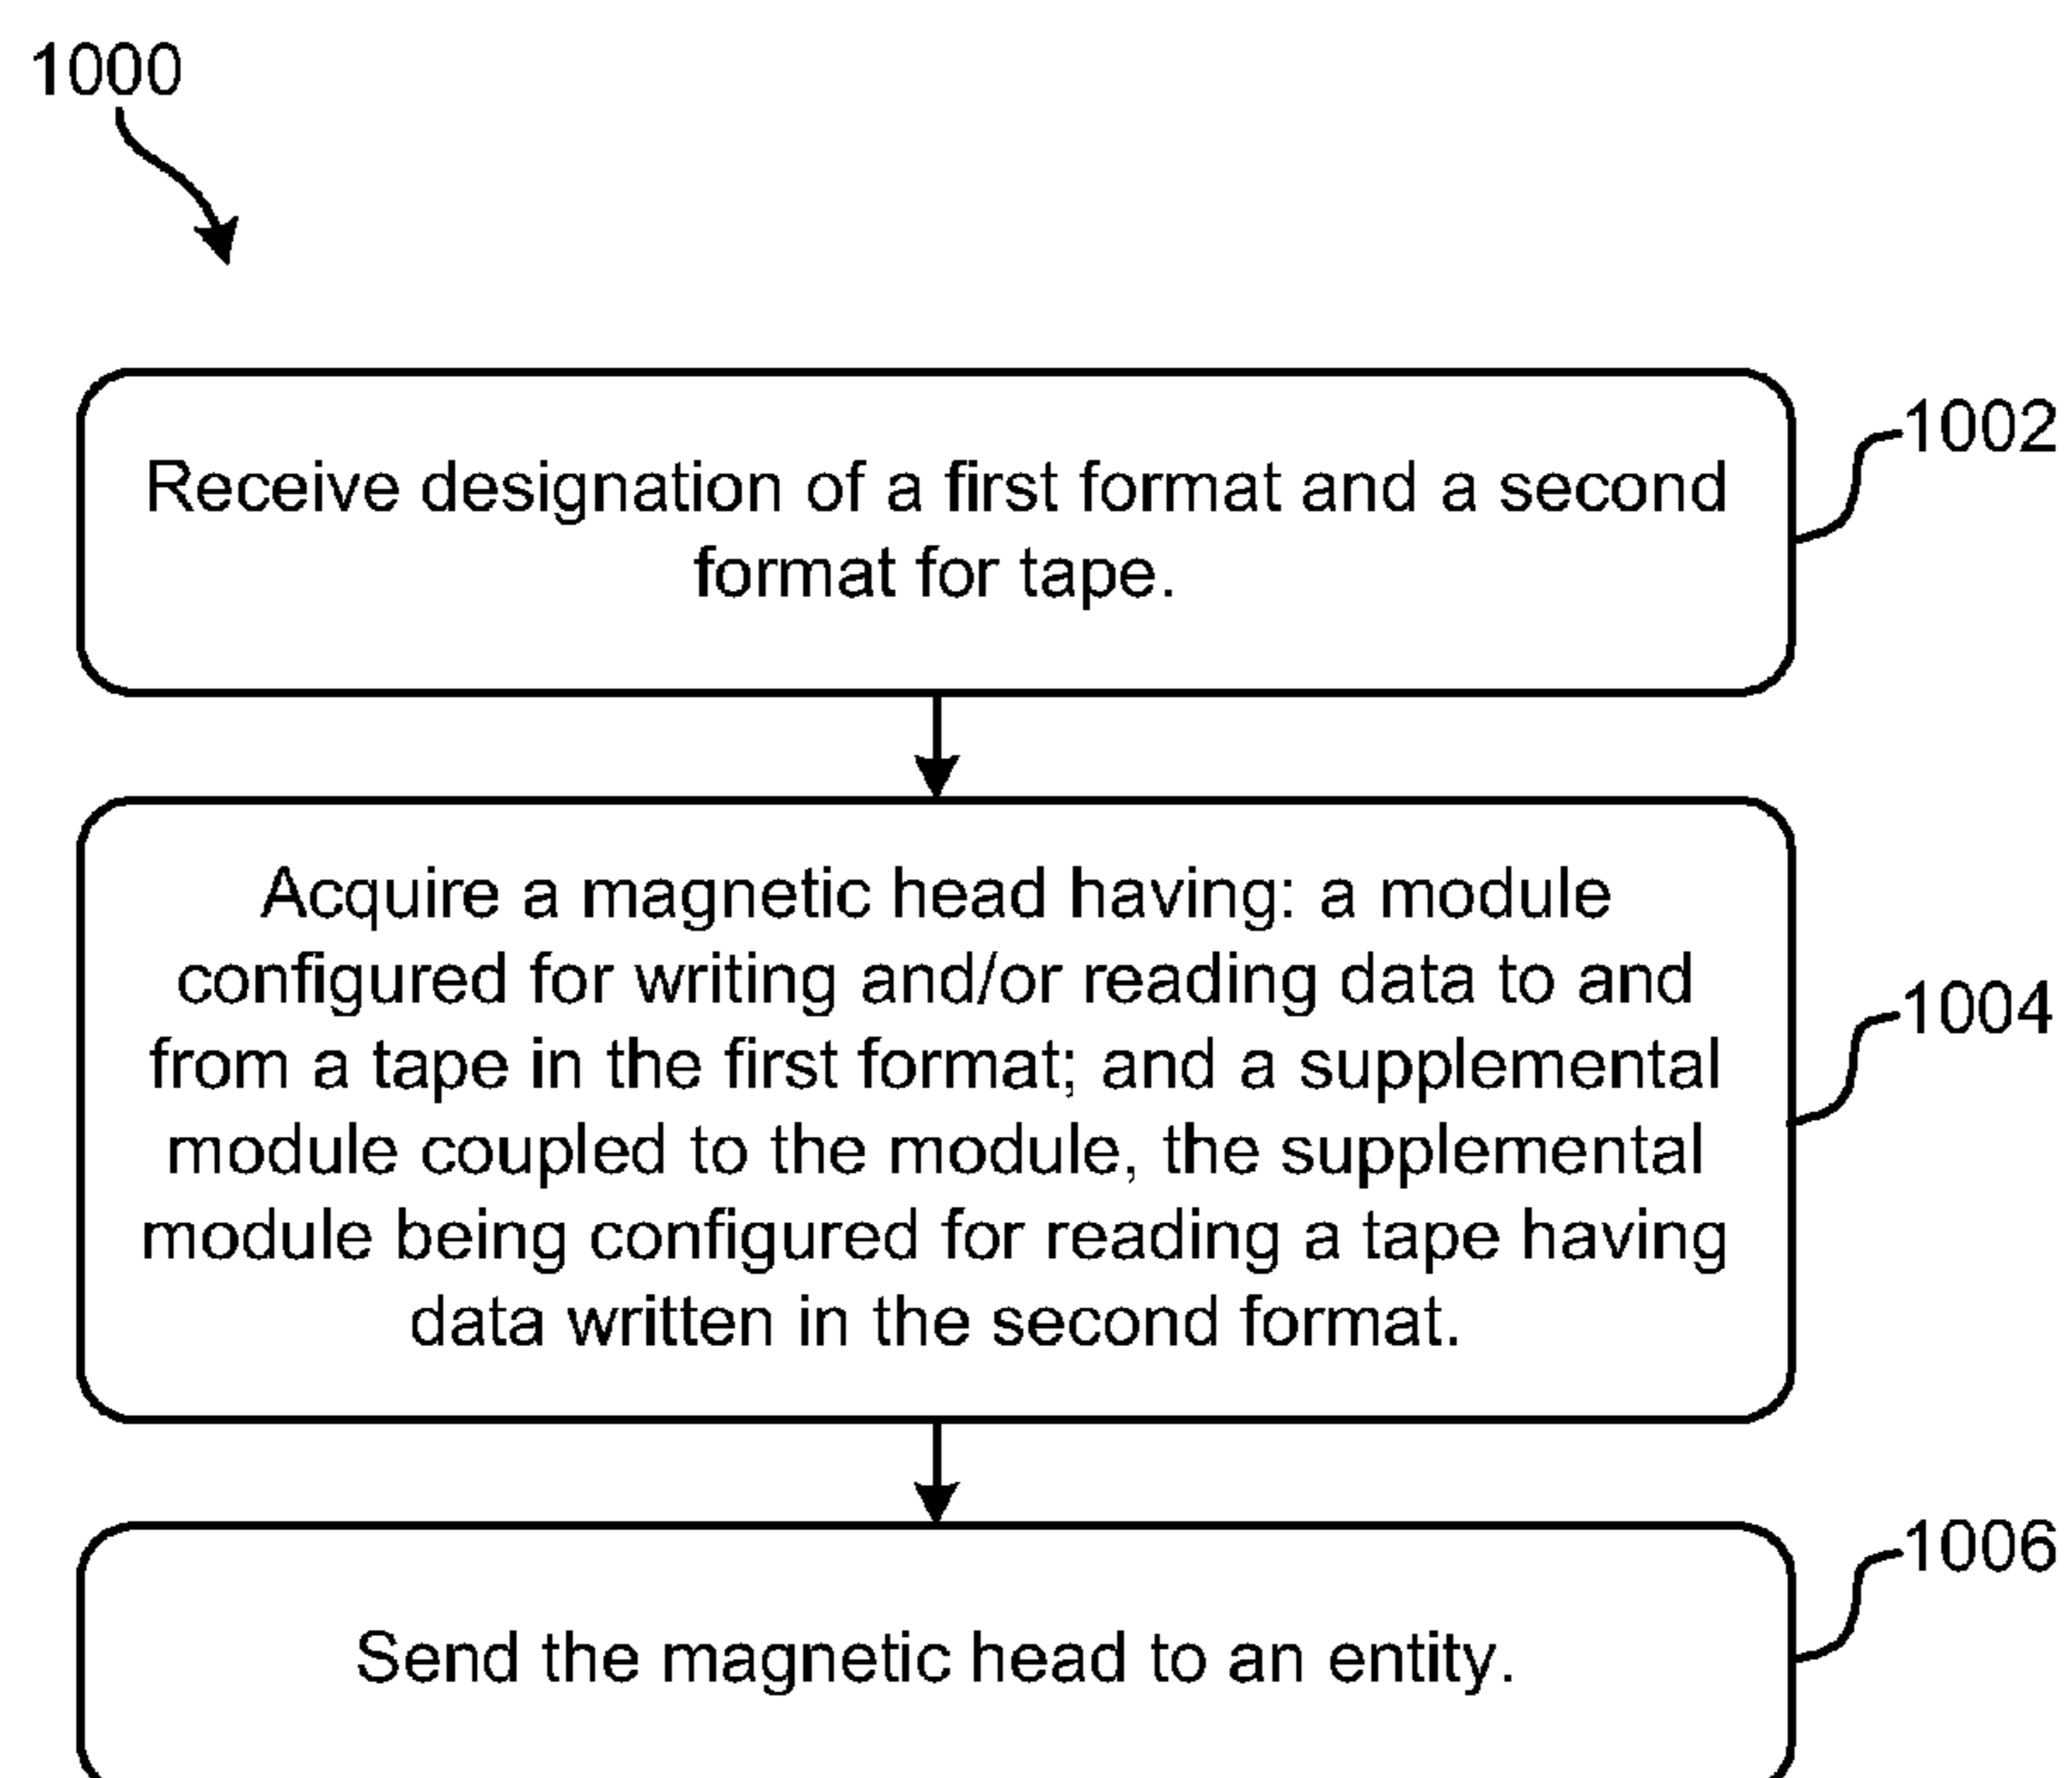 1000
1002
Receive designation of a first format and a second
format for tape.
Acquire a magnetic head having: a module
configured for writing and/or reading data to and
from a tape in the first format; and a supplemental
module coupled to the module, the supplemental
module being configured for reading a tape having
data written in the second format.
1004
1006
Send the magnetic head to an entity.